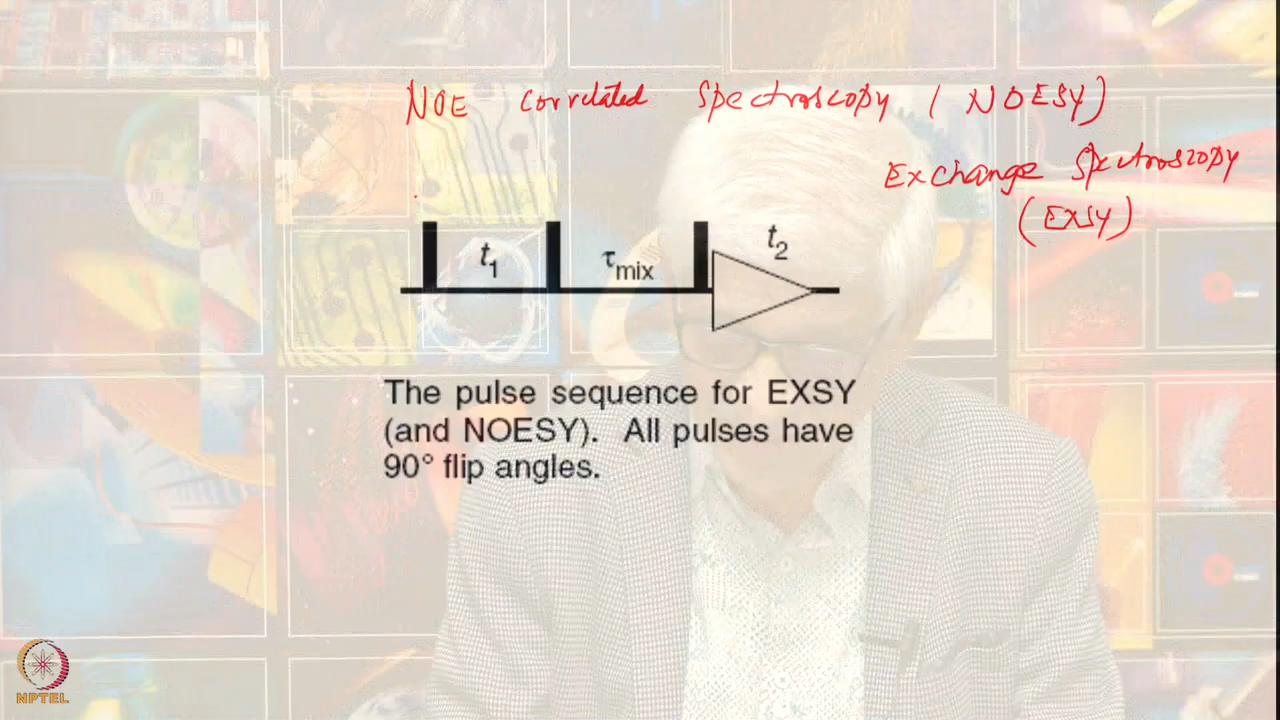 NOE correlated spectroscopy (NOESY)
Exchange Spectroscopy
(EXSY)
t1
τmix
t2
The pulse sequence for EXSY
(and NOESY). All pulses have
90° flip angles.
NPTEL